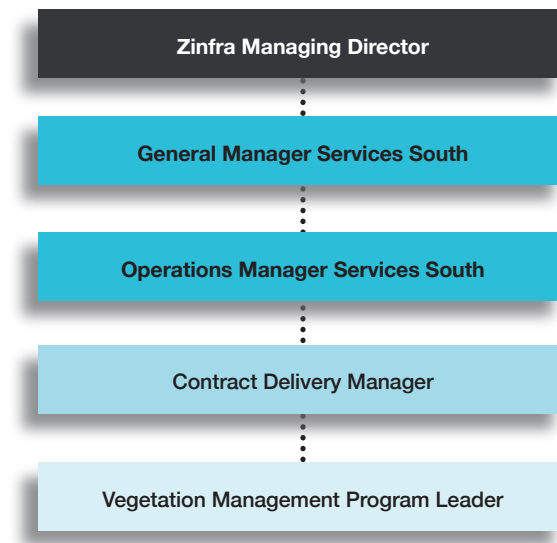 Zinfra Managing Director
General Manager Services South
Operations Manager Services South
Contract Delivery Manager
Vegetation Management Program Leader